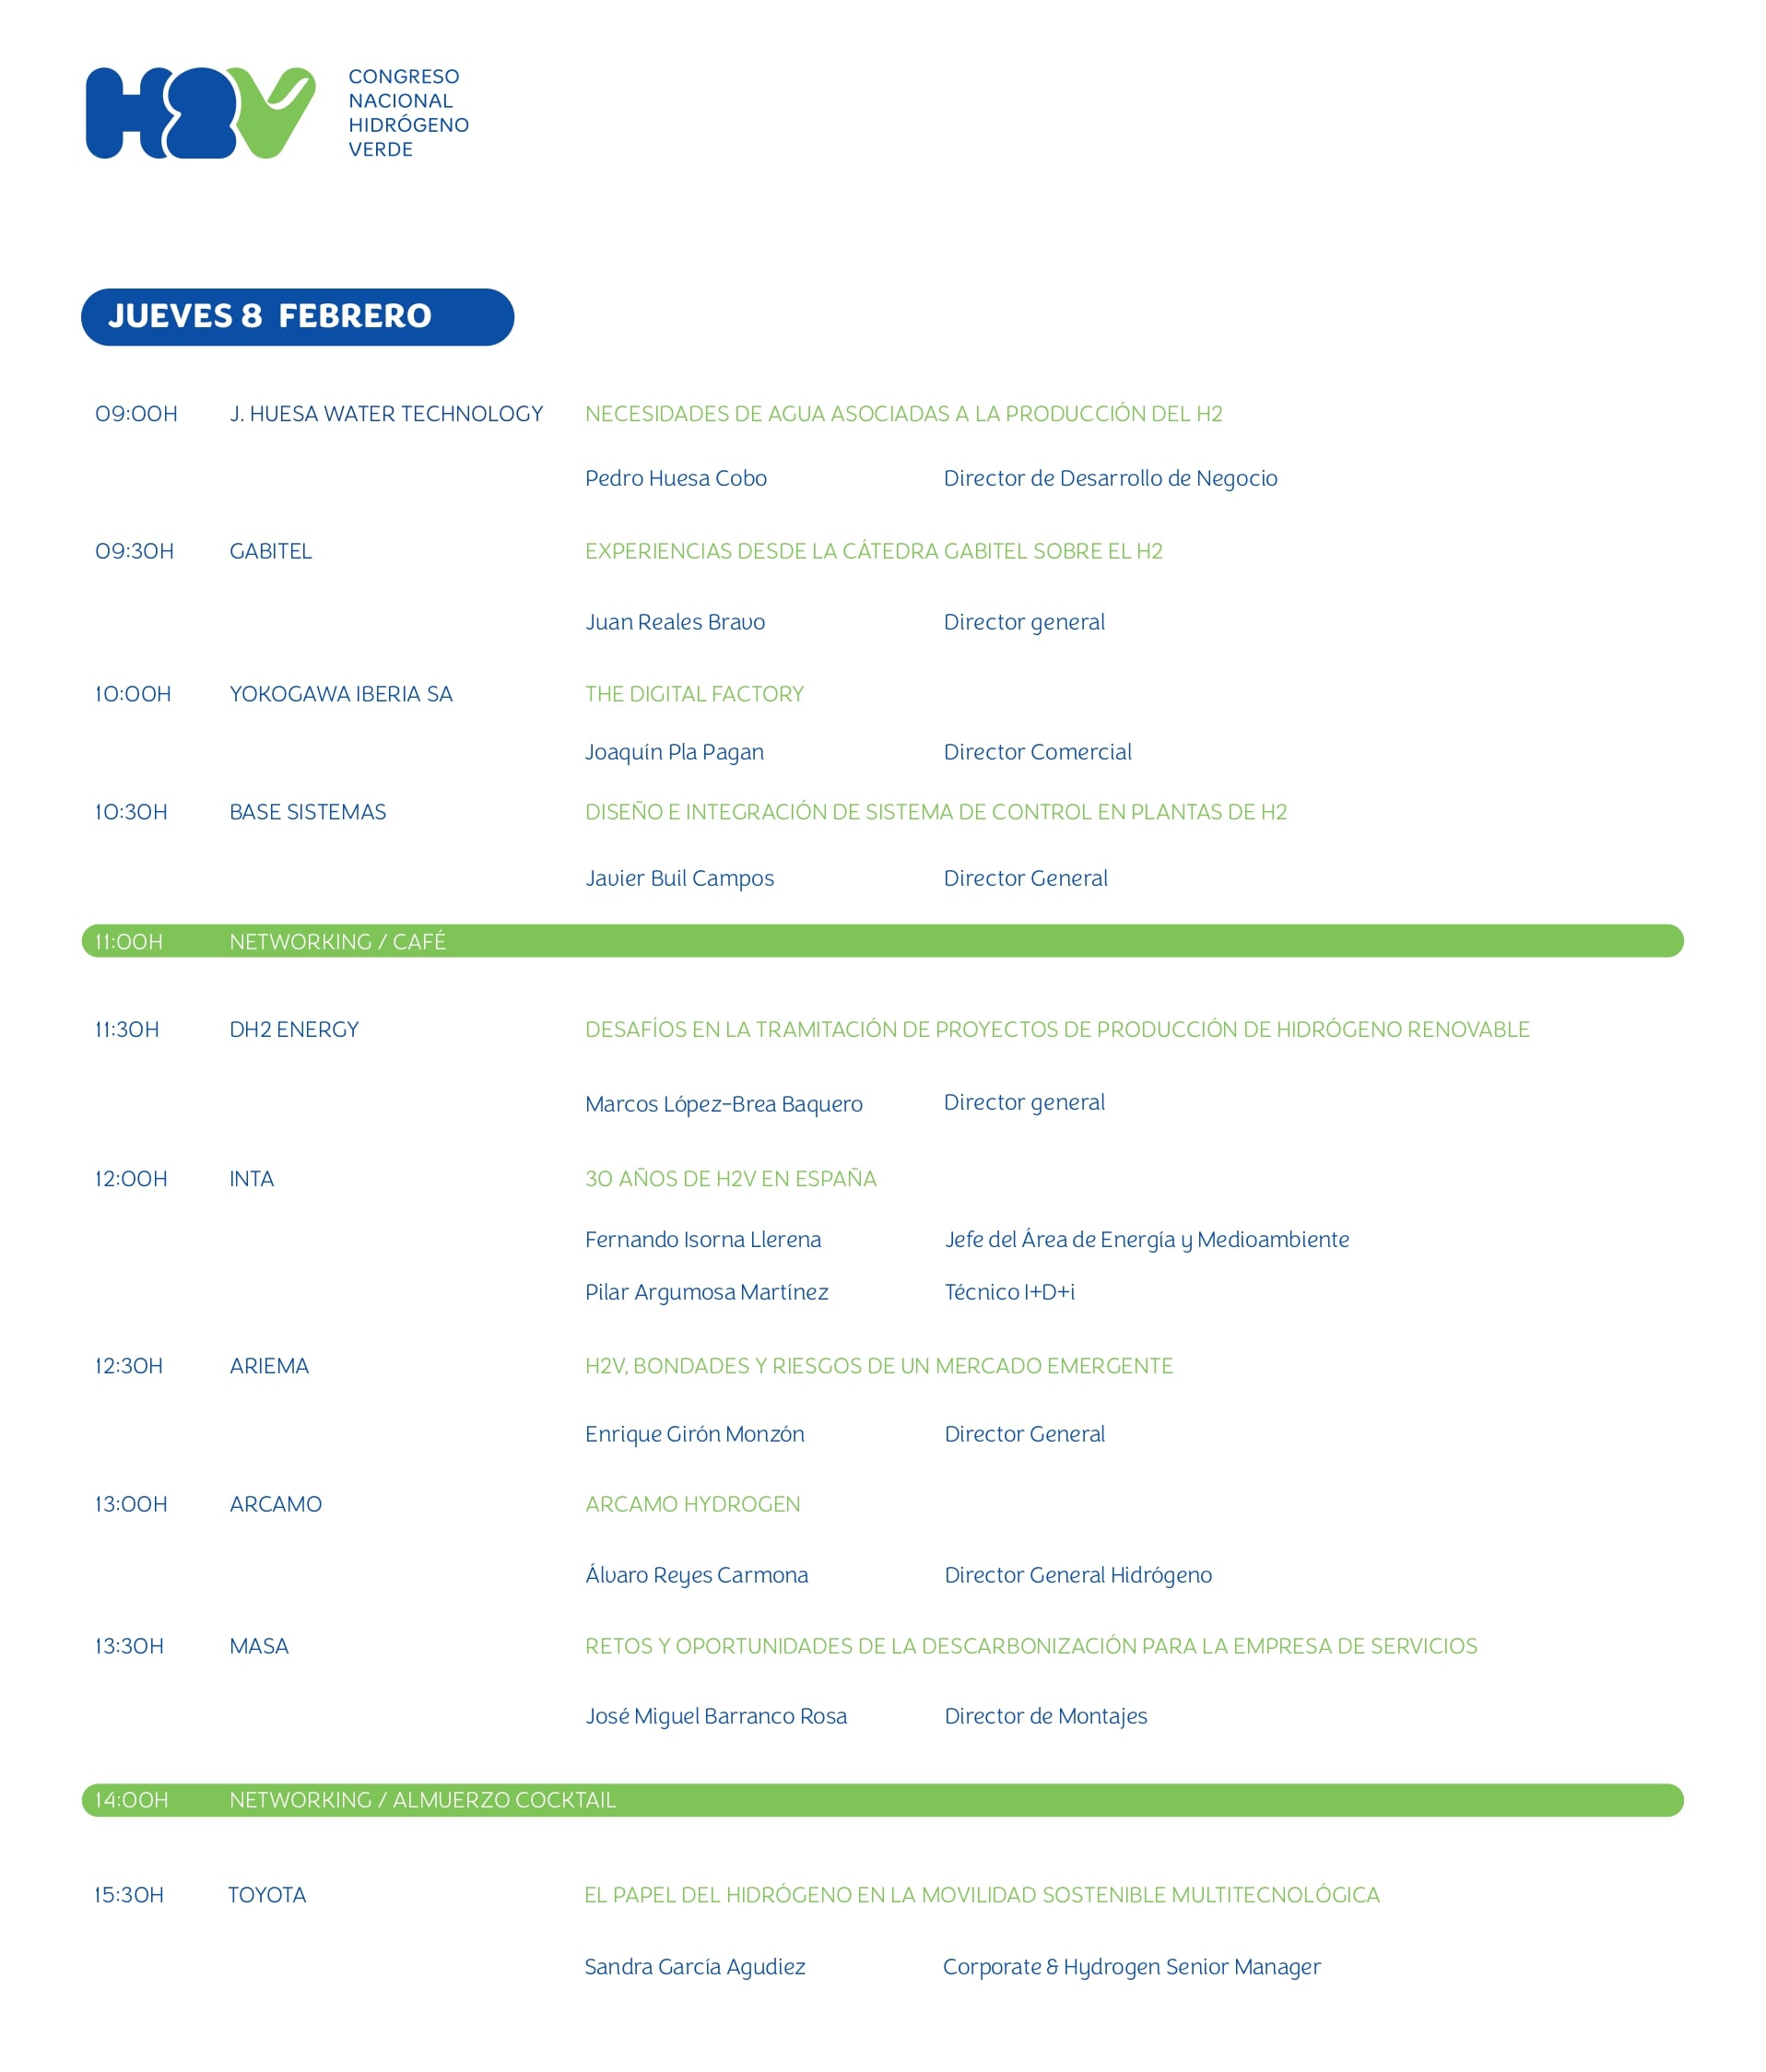 H2V
CONGRESO
NACIONAL
HIDRÓGENO
VERDE
JUEVES 8 FEBRERO
09:00H J. HUESA WATER TECHNOLOGY NECESIDADES DE AGUA ASOCIADAS A LA PRODUCCIÓN DEL H2
Pedro Huesa Cobo Director de Desarrollo de Negocio
09:30H GABITEL EXPERIENCIAS DESDE LA CÁTEDRA GABITEL SOBRE EL H2
Juan Reales Bravo Director general
10:00H YOKOGAWA IBERIA SA THE DIGITAL FACTORY
Joaquín Pla Pagan Director Comercial
10:30H BASE SISTEMAS DISEÑO E INTEGRACIÓN DE SISTEMA DE CONTROL EN PLANTAS DE H2
Javier Buil Campos Director General
11:00H NETWORKING / CAFÉ
11:30H DH2 ENERGY DESAFÍOS EN LA TRAMITACIÓN DE PROYECTOS DE PRODUCCIÓN DE HIDRÓGENO RENOVABLE
Marcos López-Brea Baquero Director general
12:00H INTA 30 AÑOS DE H2V EN ESPAÑA
Fernando Isorna Llerena Jefe del Área de Energía y Medioambiente
Pilar Argumosa Martínez Técnico I+D+i
12:30H ARIEMA H2V, BONDADES Y RIESGOS DE UN MERCADO EMERGENTE
Enrique Girón Monzón Director General
13:00H ARCAMO ARCAMO HYDROGEN
Álvaro Reyes Carmona Director General Hidrógeno
13:30H MASA RETOS Y OPORTUNIDADES DE LA DESCARBONIZACIÓN PARA LA EMPRESA DE SERVICIOS
José Miguel Barranco Rosa Director de Montajes
14:00H NETWORKING / ALMUERZO COCKTAIL
15:30H TOYOTA EL PAPEL DEL HIDRÓGENO EN LA MOVILIDAD SOSTENIBLE MULTITECNOLÓGICA
Sandra García Agudiez Corporate & Hydrogen Senior Manager